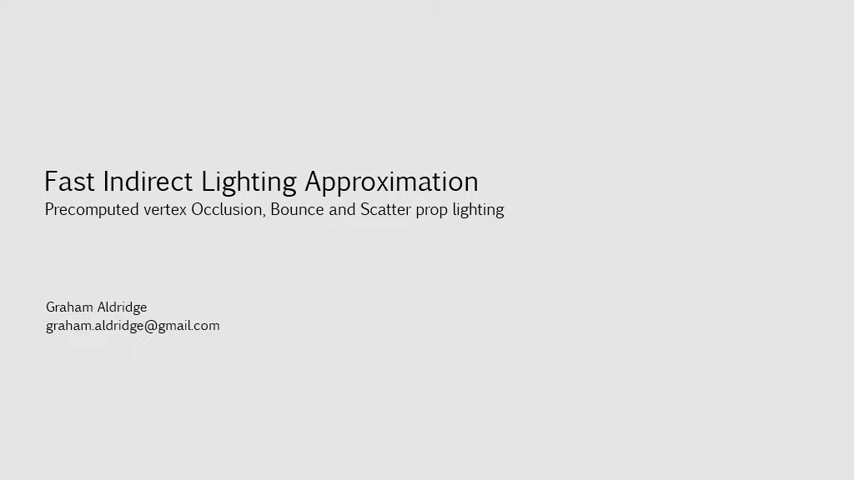 Fast Indirect Lighting Approximation
Precomputed vertex Occlusion, Bounce and Scatter prop lighting
Graham Aldridge
graham.aldridge@gmail.com